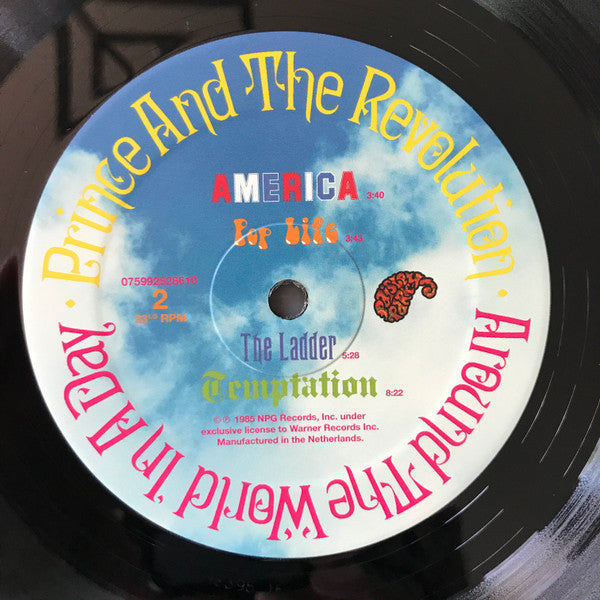 Prince And The Revolution · Around The World In A Day ·
AMERICA 3:40
Pop Life 3:43
075992528610
2
33⅓ RPM
PAISLEY PARK
The Ladder 5:28
Temptation 8:22
©℗ 1985 NPG Records, Inc. under
exclusive license to Warner Records Inc.
Manufactured in the Netherlands.